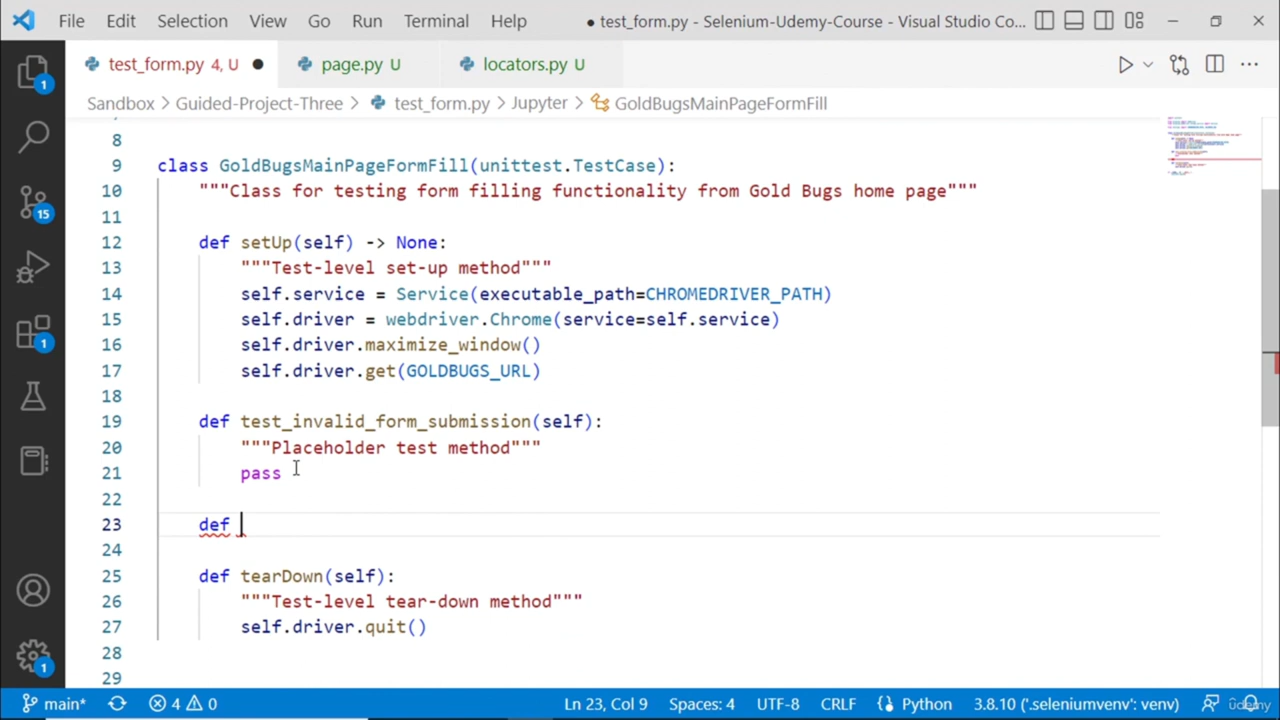 File Edit Selection View Go Run Terminal Help ● test_form.py - Selenium-Udemy-Course - Visual Studio Co...
test_form.py 4, U ● page.py U locators.py U
Sandbox > Guided-Project-Three > test_form.py > Jupyter > GoldBugsMainPageFormFill
8
9 class GoldBugsMainPageFormFill(unittest.TestCase):
10 """Class for testing form filling functionality from Gold Bugs home page"""
11
12 def setUp(self) -> None:
13 """Test-level set-up method"""
14 self.service = Service(executable_path=CHROMEDRIVER_PATH)
15 self.driver = webdriver.Chrome(service=self.service)
16 self.driver.maximize_window()
17 self.driver.get(GOLDBUGS_URL)
18
19 def test_invalid_form_submission(self):
20 """Placeholder test method"""
21 pass
22
23 def
24
25 def tearDown(self):
26 """Test-level tear-down method"""
27 self.driver.quit()
28
29
1
15
1
1
main* 4 0 Ln 23, Col 9 Spaces: 4 UTF-8 CRLF Python 3.8.10 ('.seleniumvenv': venv)
ûdemy